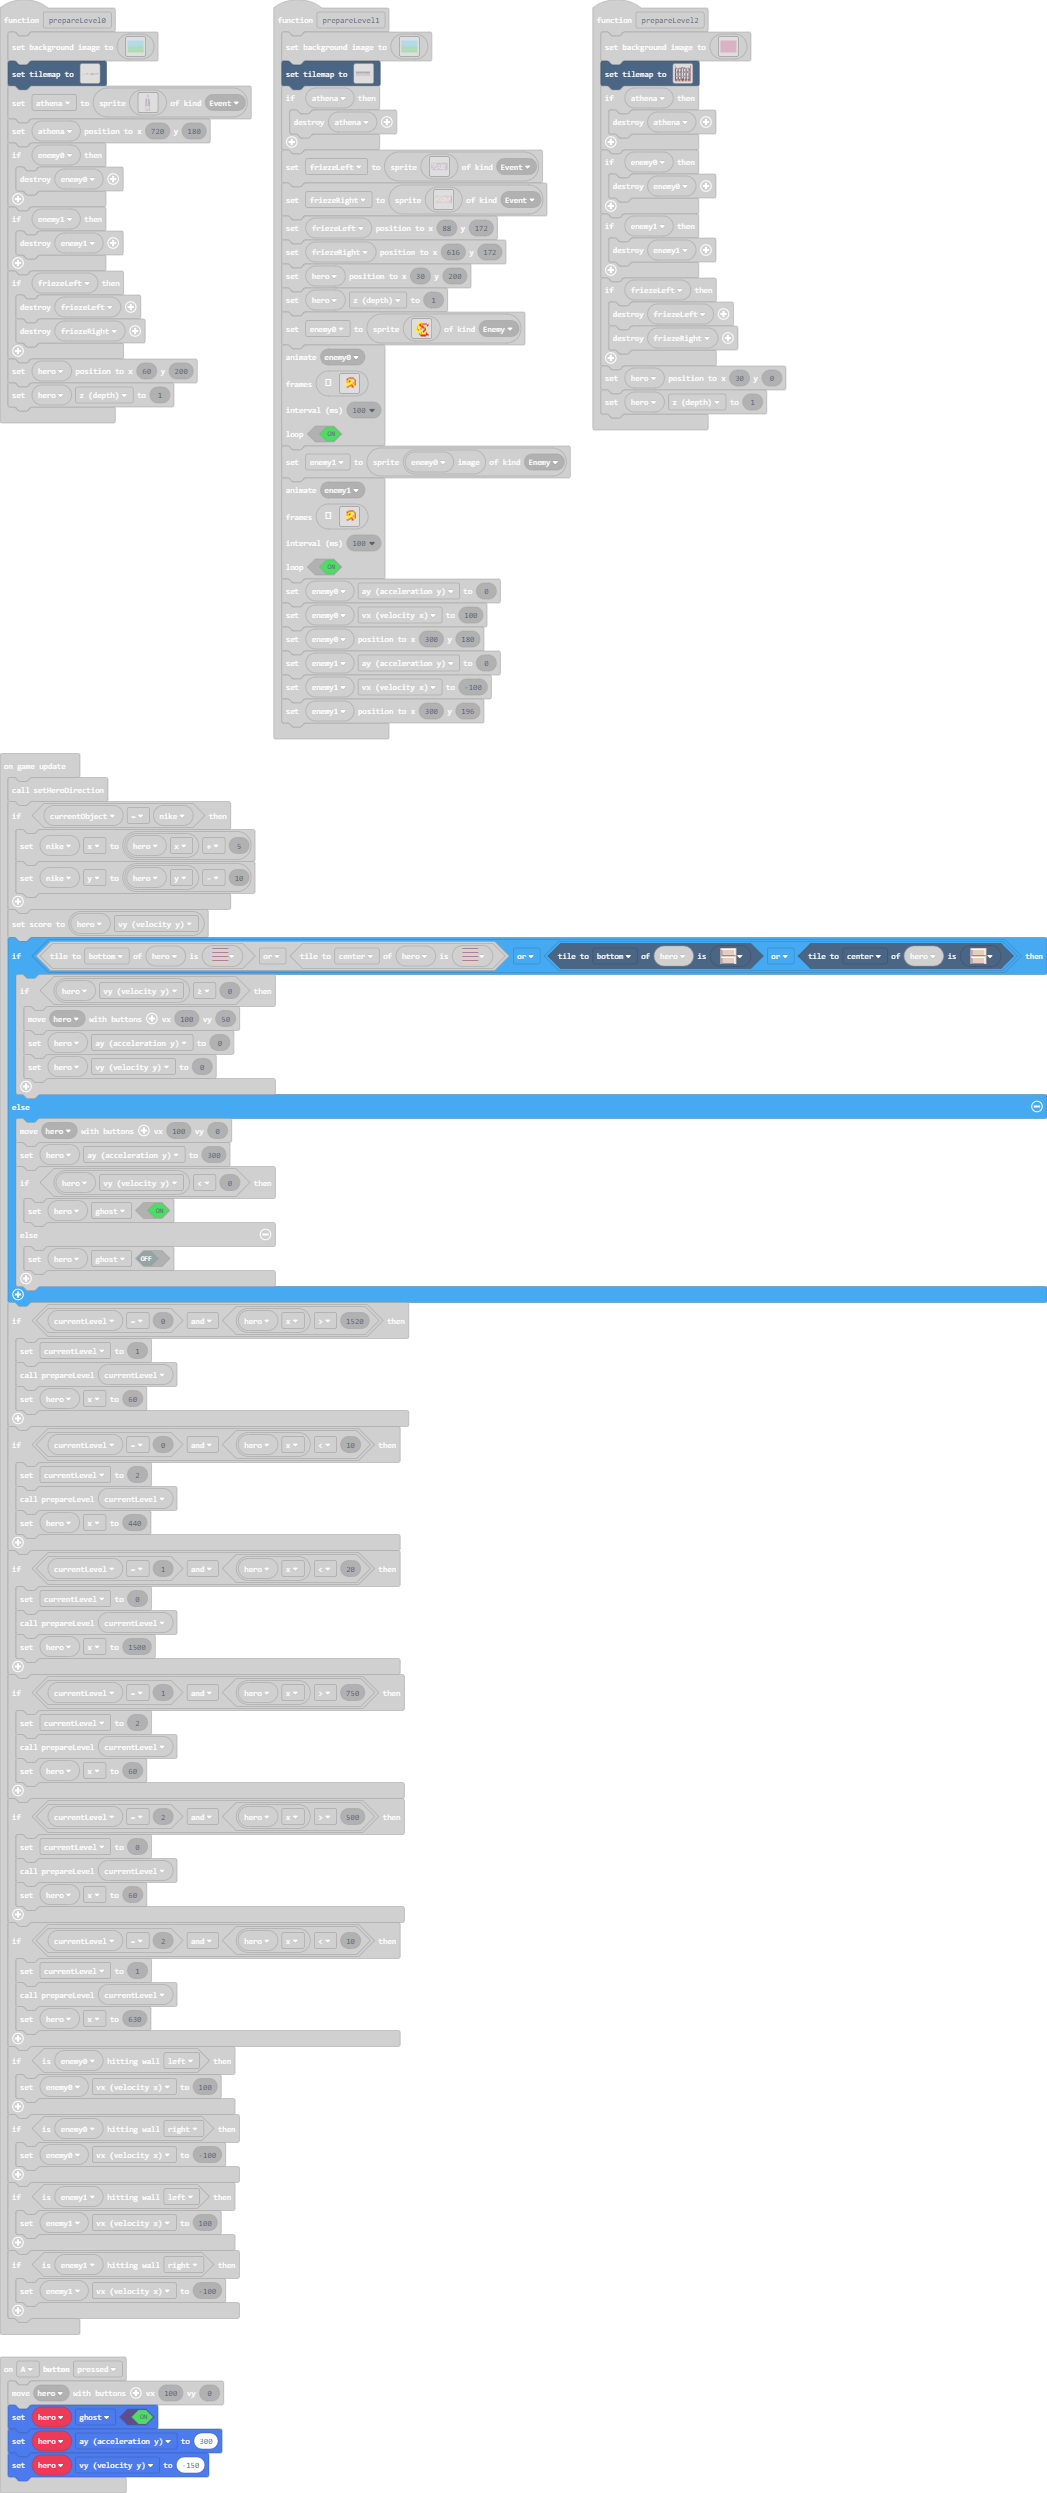 function prepareLevel0
set background image to
set tilemap to
set athena to sprite of kind Event
set athena position to x 720 y 180
if enemy0 then
destroy enemy0
if enemy1 then
destroy enemy1
if friezeLeft then
destroy friezeLeft
destroy friezeRight
set hero position to x 60 y 200
set hero z (depth) to 1
function prepareLevel1
set background image to
set tilemap to
if athena then
destroy athena
set friezeLeft to sprite of kind Event
set friezeRight to sprite of kind Event
set friezeLeft position to x 88 y 172
set friezeRight position to x 616 y 172
set hero position to x 30 y 200
set hero z (depth) to 1
set enemy0 to sprite of kind Enemy
animate enemy0
frames
interval (ms) 100
loop ON
set enemy1 to sprite enemy0 image of kind Enemy
animate enemy1
frames
interval (ms) 100
loop ON
set enemy0 ay (acceleration y) to 0
set enemy0 vx (velocity x) to 100
set enemy0 position to x 300 y 180
set enemy1 ay (acceleration y) to 0
set enemy1 vx (velocity x) to -100
set enemy1 position to x 300 y 196
function prepareLevel2
set background image to
set tilemap to
if athena then
destroy athena
if enemy0 then
destroy enemy0
if enemy1 then
destroy enemy1
if friezeLeft then
destroy friezeLeft
destroy friezeRight
set hero position to x 30 y 0
set hero z (depth) to 1
on game update
call setHeroDirection
if currentObject = nike then
set nike x to hero x + 5
set nike y to hero y - 10
set score to hero vy (velocity y)
if tile to bottom of hero is or tile to center of hero is or tile to bottom of hero is or tile to center of hero is then
if hero vy (velocity y) ≥ 0 then
move hero with buttons vx 100 vy 50
set hero ay (acceleration y) to 0
set hero vy (velocity y) to 0
else
move hero with buttons vx 100 vy 0
set hero ay (acceleration y) to 300
if hero vy (velocity y) < 0 then
set hero ghost ON
else
set hero ghost OFF
if currentLevel = 0 and hero x > 1520 then
set currentLevel to 1
call prepareLevel currentLevel
set hero x to 60
if currentLevel = 0 and hero x < 10 then
set currentLevel to 2
call prepareLevel currentLevel
set hero x to 440
if currentLevel = 1 and hero x < 20 then
set currentLevel to 0
call prepareLevel currentLevel
set hero x to 1500
if currentLevel = 1 and hero x > 750 then
set currentLevel to 2
call prepareLevel currentLevel
set hero x to 60
if currentLevel = 2 and hero x > 500 then
set currentLevel to 0
call prepareLevel currentLevel
set hero x to 60
if currentLevel = 2 and hero x < 10 then
set currentLevel to 1
call prepareLevel currentLevel
set hero x to 630
if is enemy0 hitting wall left then
set enemy0 vx (velocity x) to 100
if is enemy0 hitting wall right then
set enemy0 vx (velocity x) to -100
if is enemy1 hitting wall left then
set enemy1 vx (velocity x) to 100
if is enemy1 hitting wall right then
set enemy1 vx (velocity x) to -100
on A button pressed
move hero with buttons vx 100 vy 0
set hero ghost ON
set hero ay (acceleration y) to 300
set hero vy (velocity y) to -150